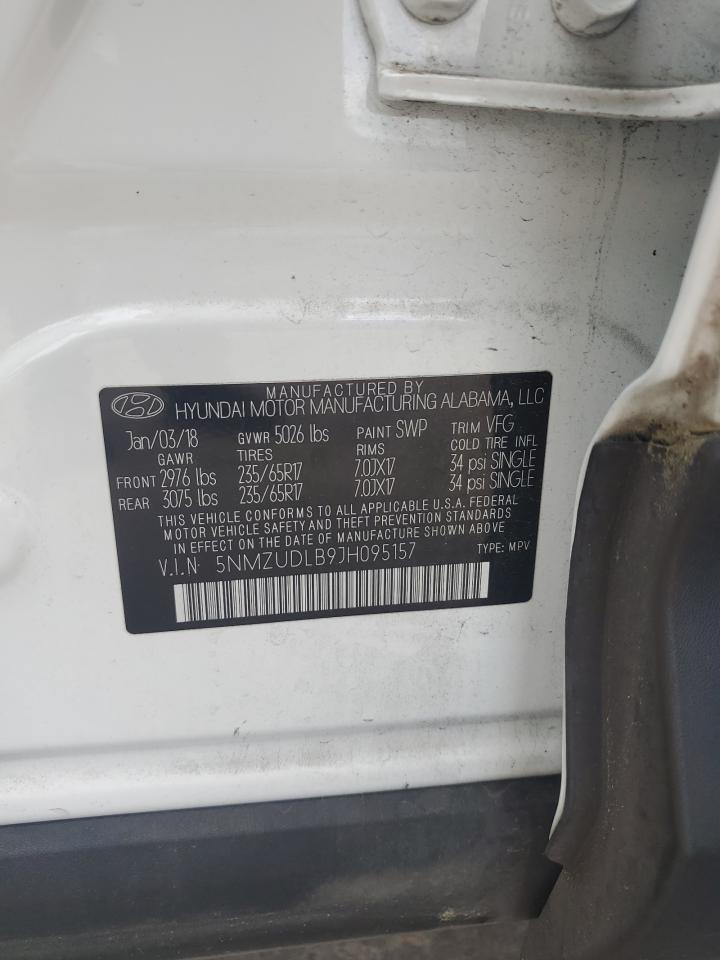 MANUFACTURED BY
HYUNDAI MOTOR MANUFACTURING ALABAMA, LLC
Jan/03/18 GVWR 5026 lbs PAINT SWP TRIM VFG
GAWR TIRES RIMS COLD TIRE INFL
FRONT 2976 lbs 235/65R17 7.0JX17 34 psi SINGLE
REAR 3075 lbs 235/65R17 7.0JX17 34 psi SINGLE
THIS VEHICLE CONFORMS TO ALL APPLICABLE U.S.A. FEDERAL
MOTOR VEHICLE SAFETY AND THEFT PREVENTION STANDARDS
IN EFFECT ON THE DATE OF MANUFACTURE SHOWN ABOVE
V.I.N: 5NMZUDLB9JH095157 TYPE: MPV